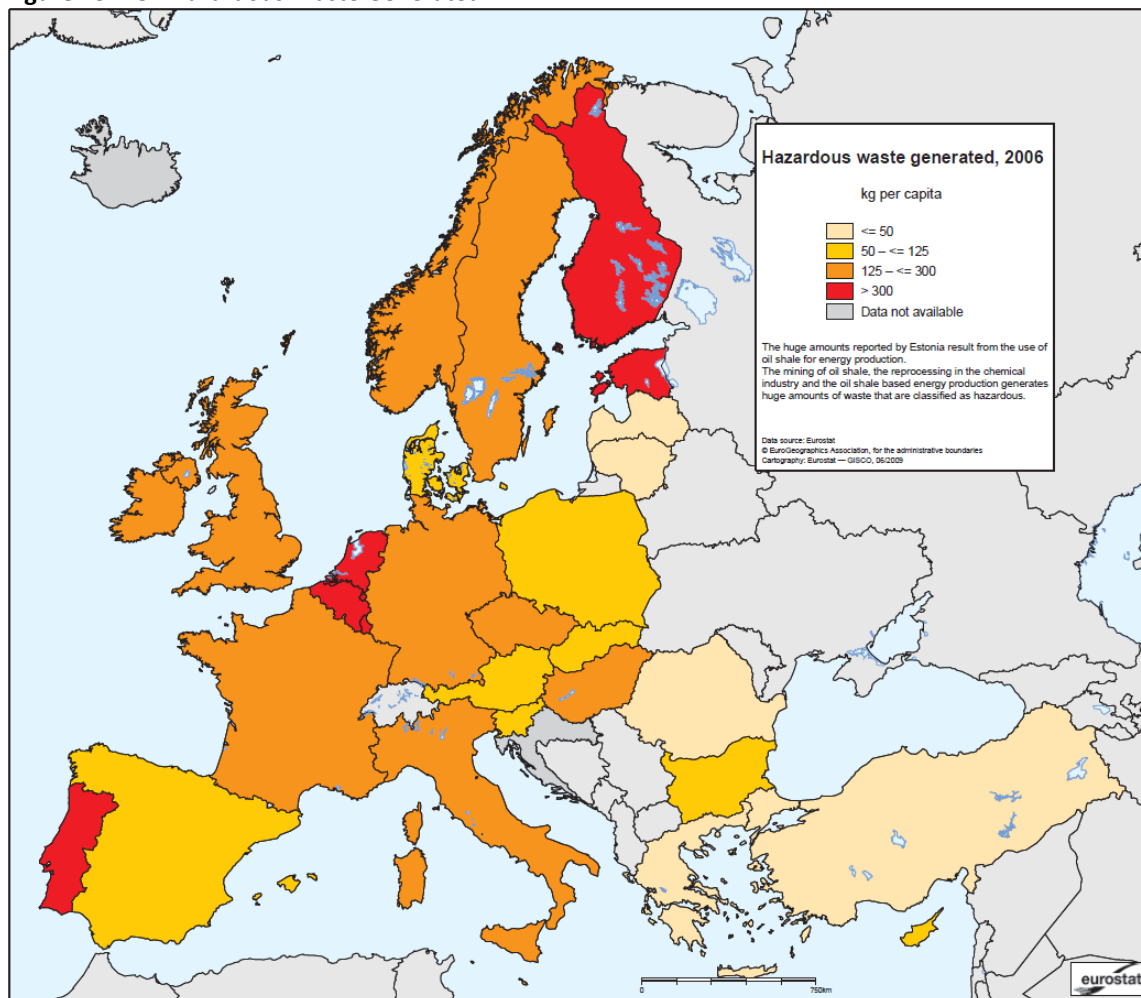 Hazardous waste generated, 2006
kg per capita
<= 50
50 – <= 125
125 – <= 300
> 300
Data not available
The huge amounts reported by Estonia result from the use of
oil shale for energy production.
The mining of oil shale, the reprocessing in the chemical
industry and the oil shale based energy production generates
huge amounts of waste that are classified as hazardous.
Data source: Eurostat
© EuroGeographics Association, for the administrative boundaries
Cartography: Eurostat — GISCO, 06/2009
0 750km
eurostat